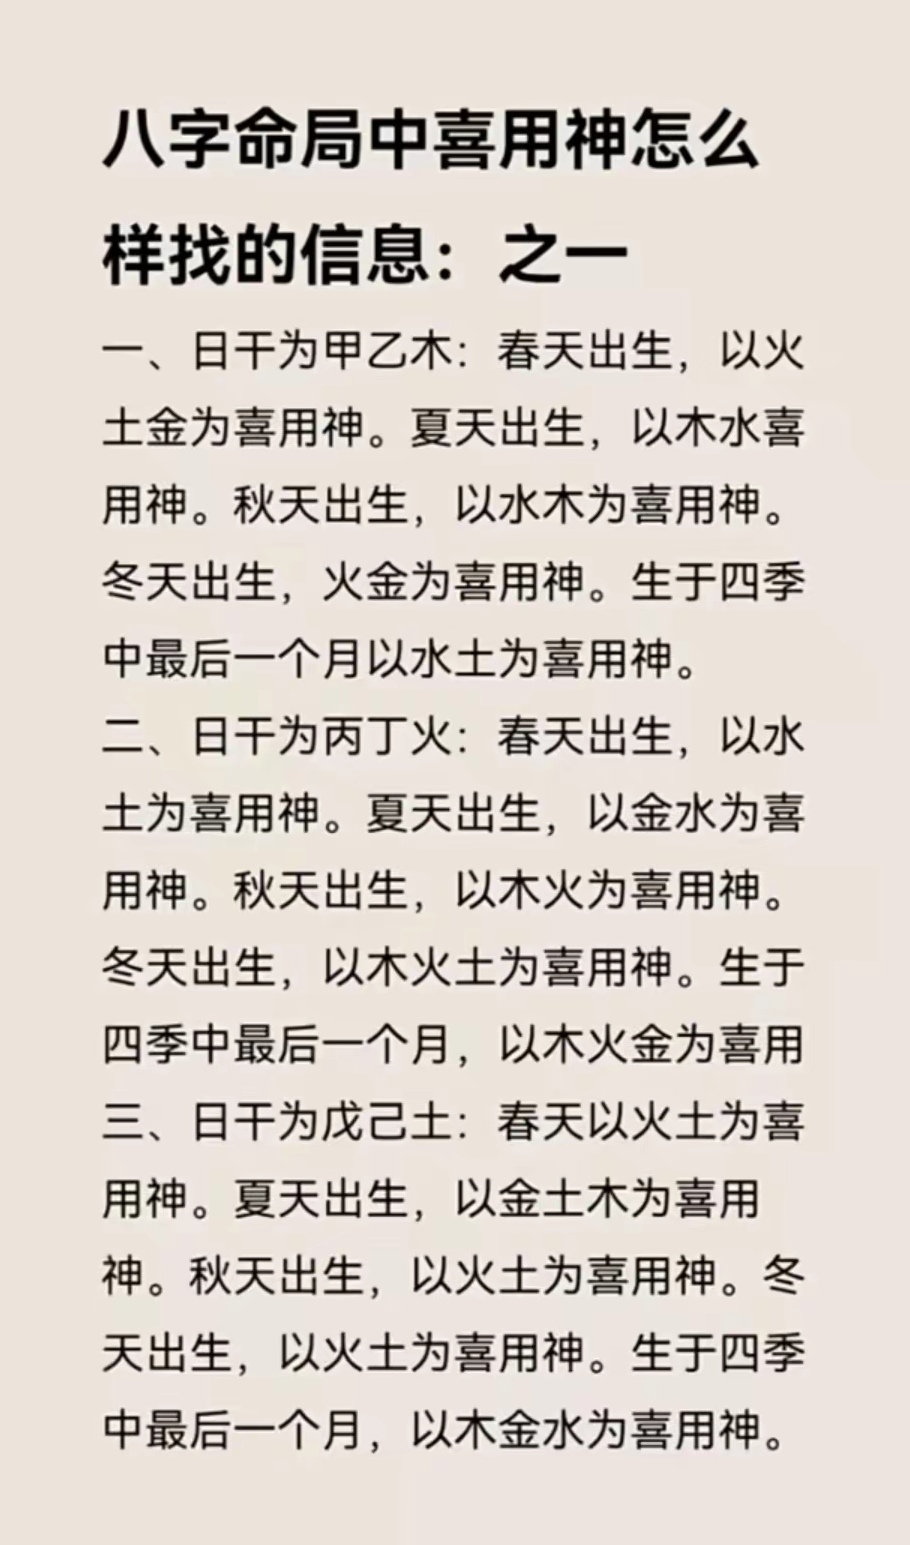 八字命局中喜用神怎么
样找的信息：之一
一、日干为甲乙木：春天出生，以火
土金为喜用神。夏天出生，以木水喜
用神。秋天出生，以水木为喜用神。
冬天出生，火金为喜用神。生于四季
中最后一个月以水土为喜用神。
二、日干为丙丁火：春天出生，以水
土为喜用神。夏天出生，以金水为喜
用神。秋天出生，以木火为喜用神。
冬天出生，以木火土为喜用神。生于
四季中最后一个月，以木火金为喜用
三、日干为戊己土：春天以火土为喜
用神。夏天出生，以金土木为喜用
神。秋天出生，以火土为喜用神。冬
天出生，以火土为喜用神。生于四季
中最后一个月，以木金水为喜用神。